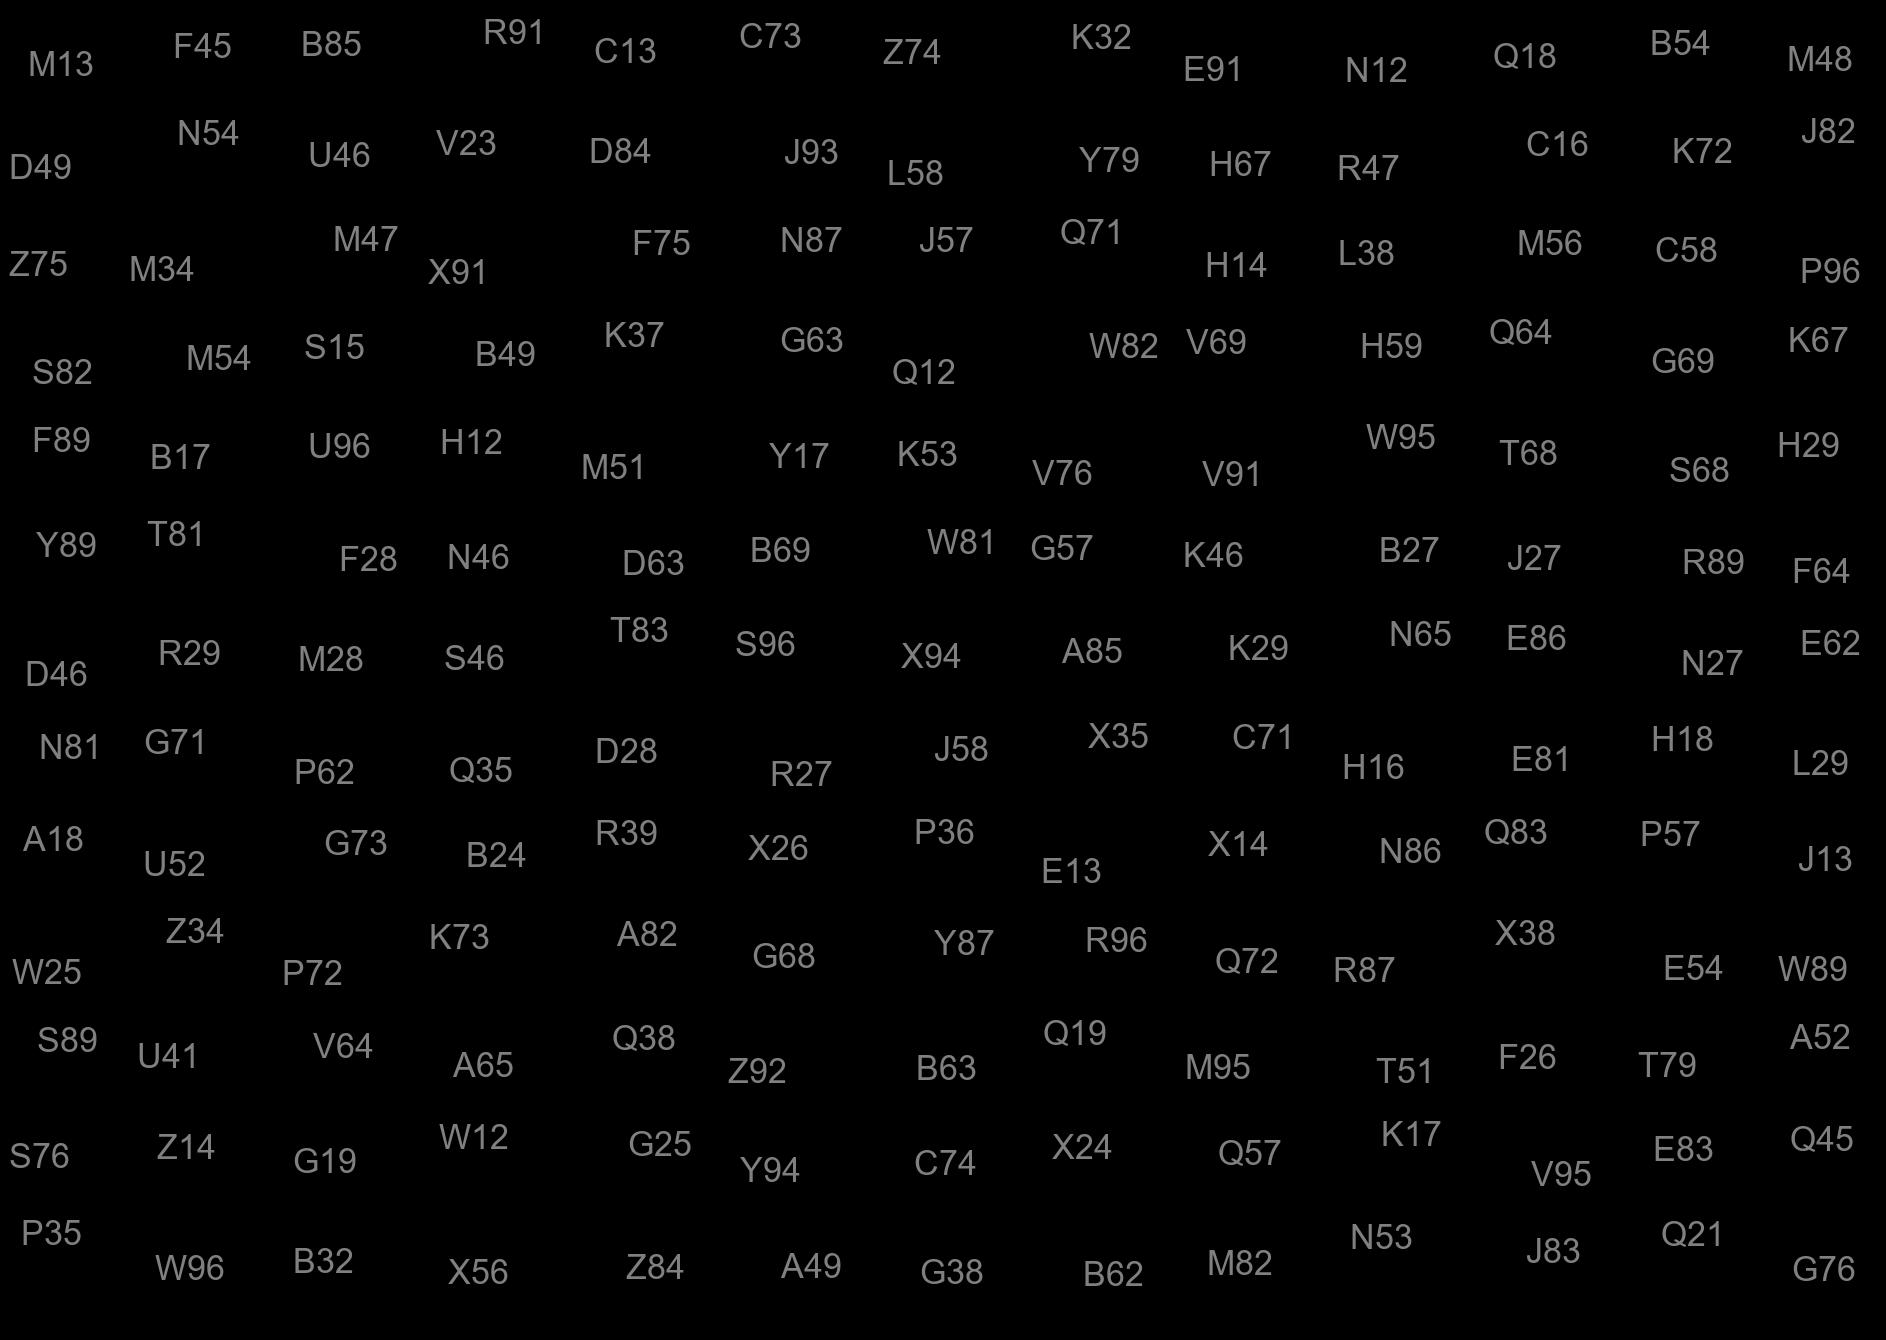 M13 F45 B85 R91 C13 C73 Z74 K32 E91 N12 Q18 B54 M48
D49 N54 U46 V23 D84 J93 L58 Y79 H67 R47 C16 K72 J82
Z75 M34 M47 X91 F75 N87 J57 Q71 H14 L38 M56 C58 P96
S82 M54 S15 B49 K37 G63 Q12 W82 V69 H59 Q64 G69 K67
F89 B17 U96 H12 M51 Y17 K53 V76 V91 W95 T68 S68 H29
Y89 T81 F28 N46 D63 B69 W81 G57 K46 B27 J27 R89 F64
D46 R29 M28 S46 T83 S96 X94 A85 K29 N65 E86 N27 E62
N81 G71 P62 Q35 D28 R27 J58 X35 C71 H16 E81 H18 L29
A18 U52 G73 B24 R39 X26 P36 E13 X14 N86 Q83 P57 J13
W25 Z34 P72 K73 A82 G68 Y87 R96 Q72 R87 X38 E54 W89
S89 U41 V64 A65 Q38 Z92 B63 Q19 M95 T51 F26 T79 A52
S76 Z14 G19 W12 G25 Y94 C74 X24 Q57 K17 V95 E83 Q45
P35 W96 B32 X56 Z84 A49 G38 B62 M82 N53 J83 Q21 G76